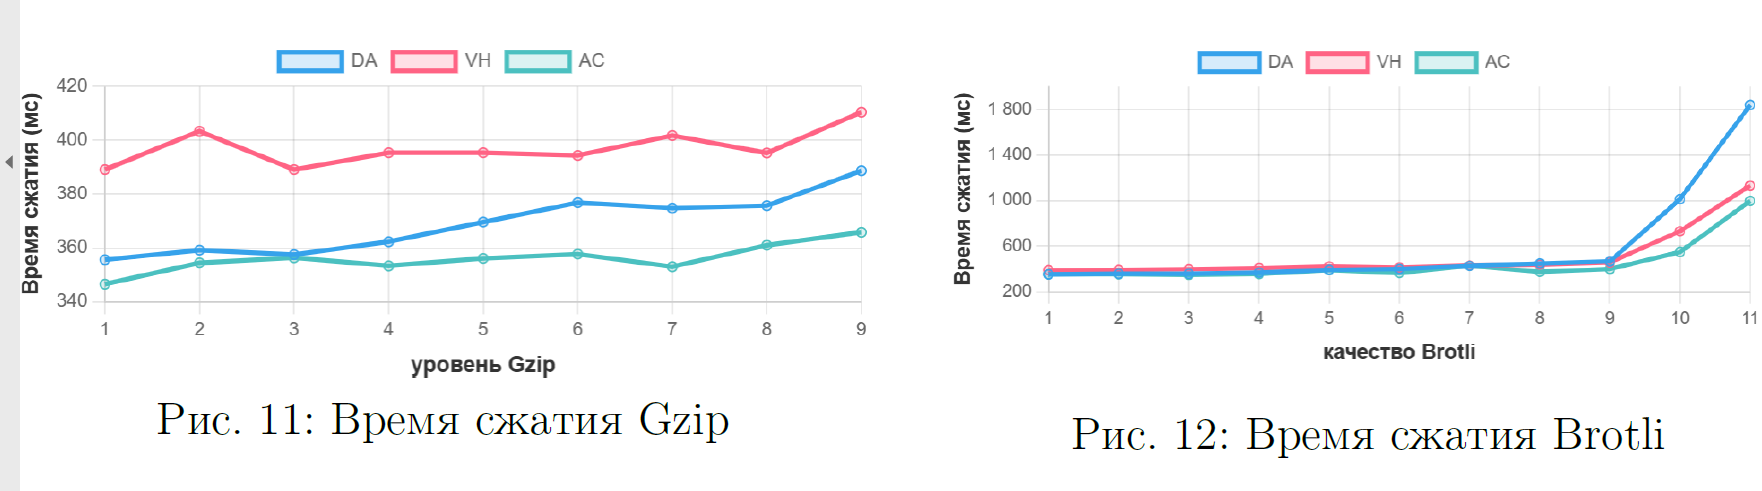 DA VH AC
Время сжатия (мс)
420
400
380
360
340
1 2 3 4 5 6 7 8 9
уровень Gzip
Рис. 11: Время сжатия Gzip
DA VH AC
Время сжатия (мс)
1 800
1 400
1 000
600
200
1 2 3 4 5 6 7 8 9 10 11
качество Brotli
Рис. 12: Время сжатия Brotli